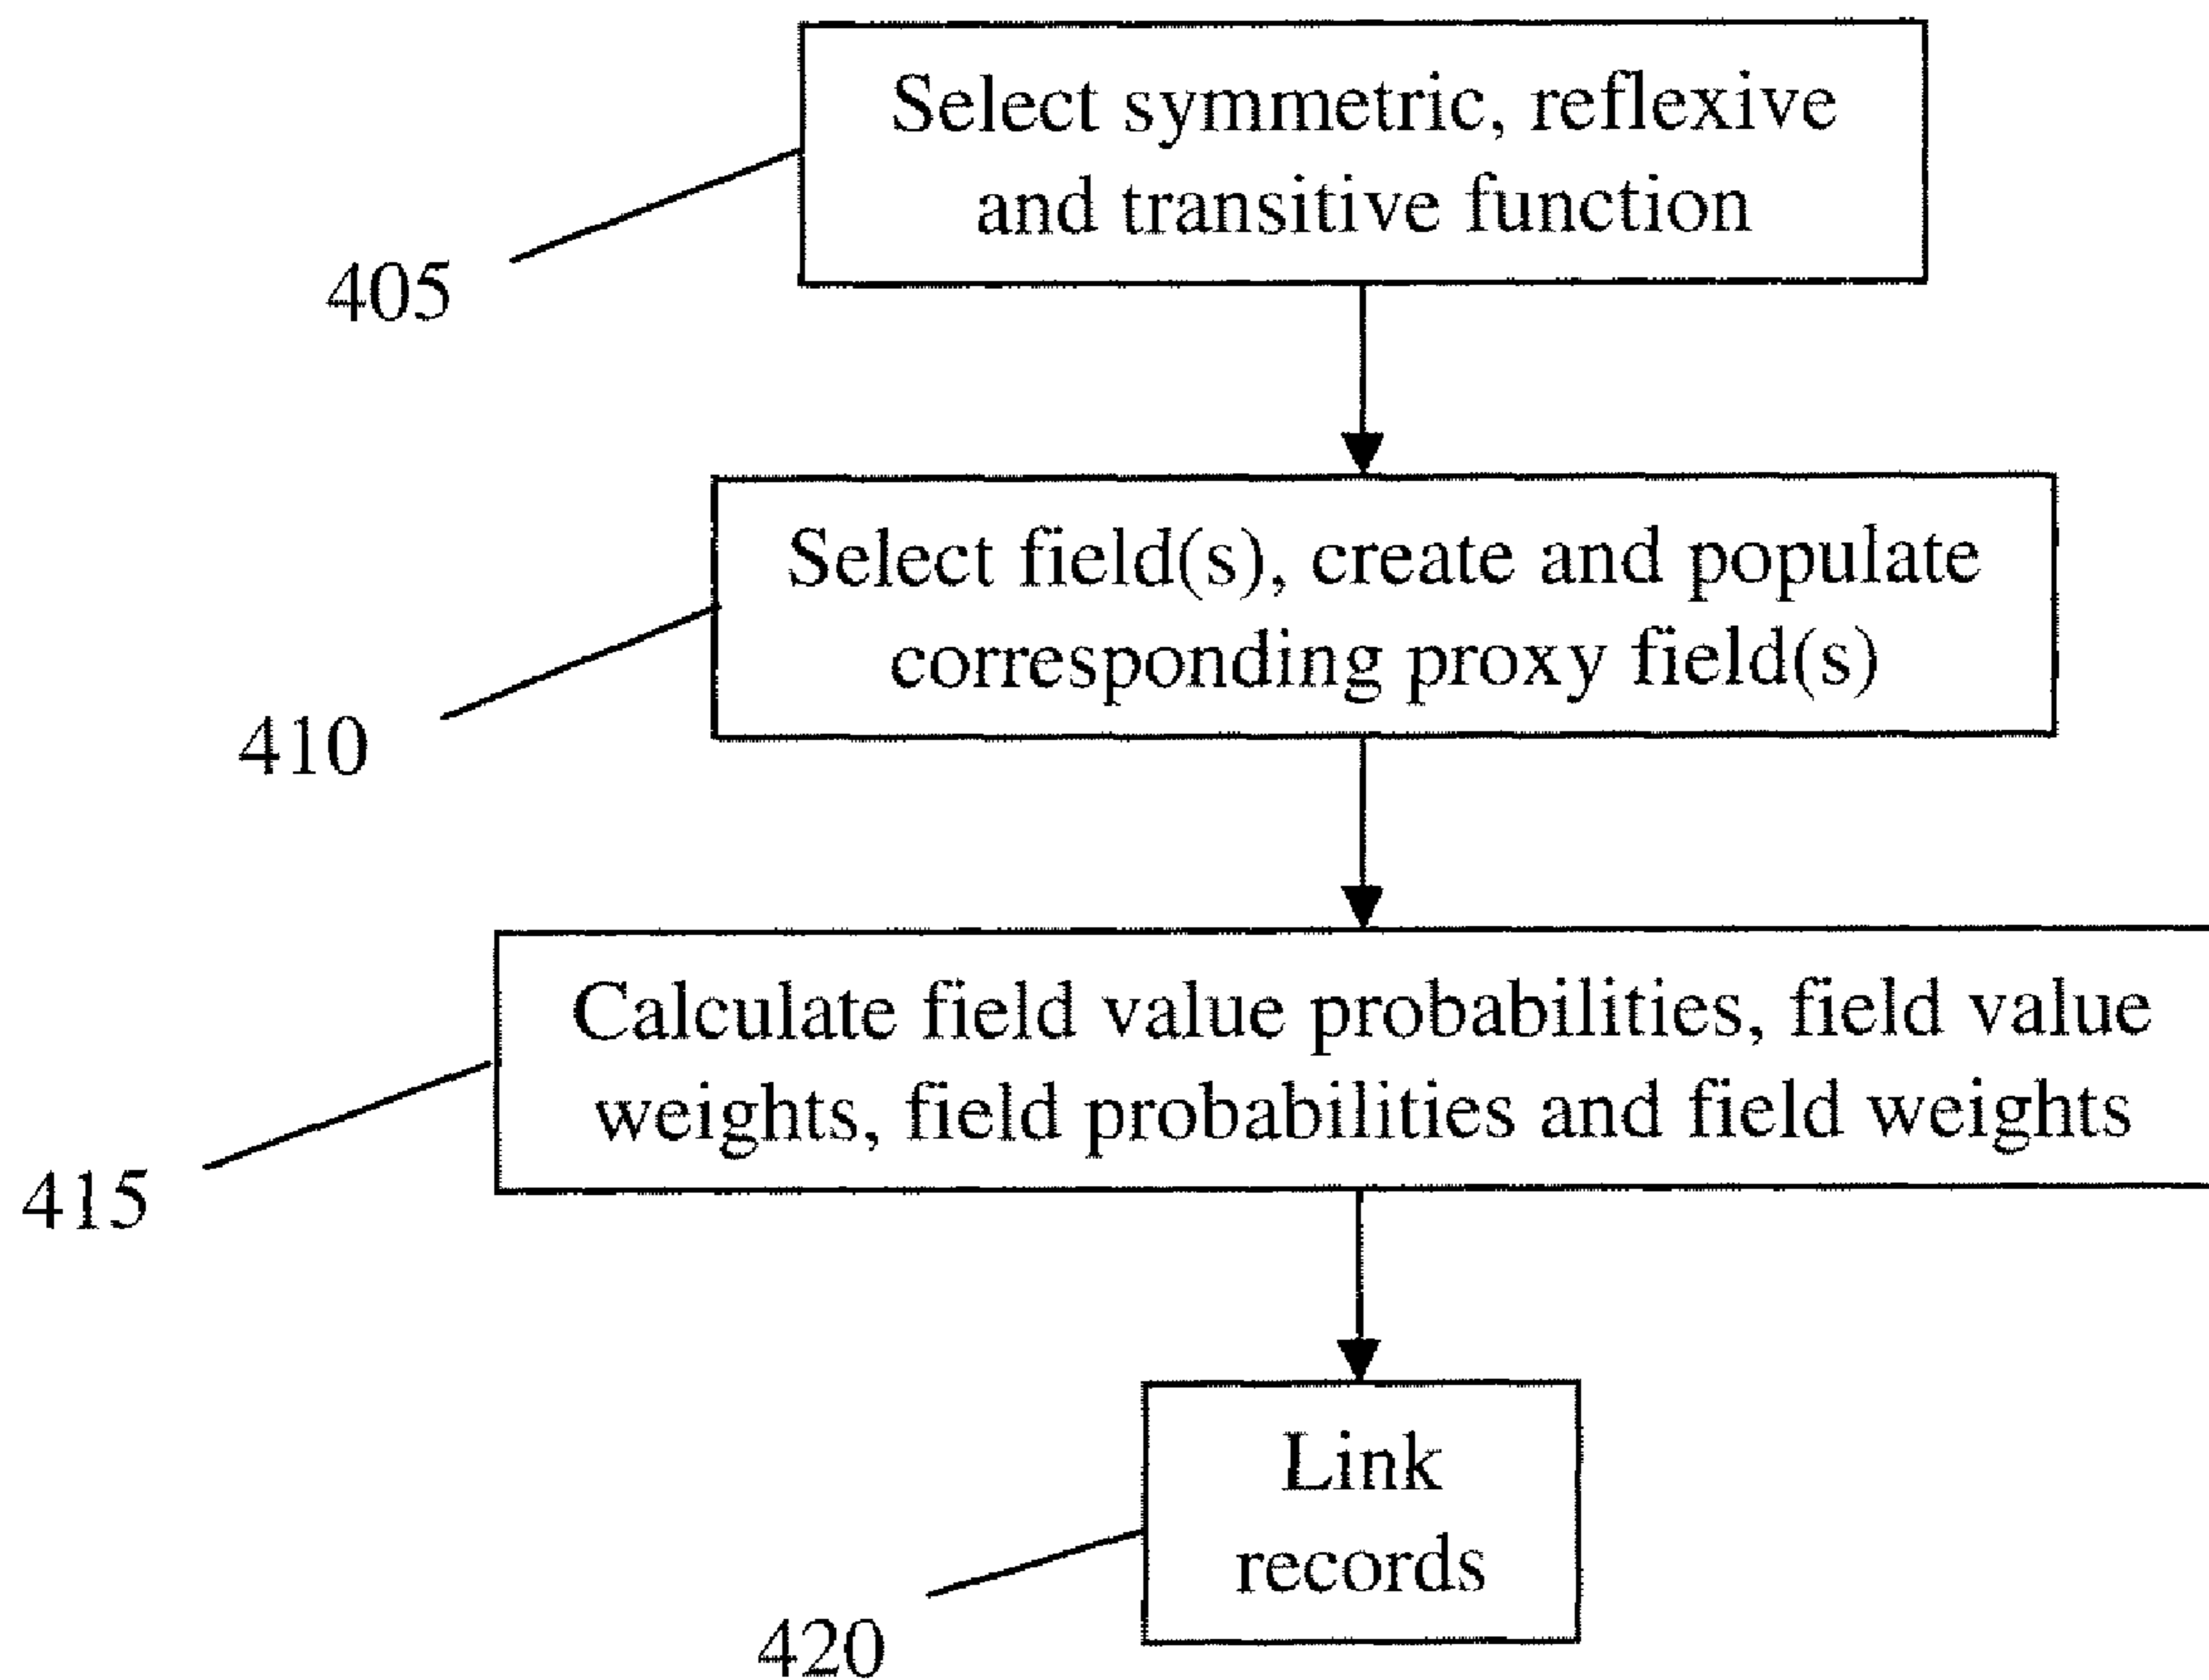 Select symmetric, reflexive
and transitive function
405
Select field(s), create and populate
corresponding proxy field(s)
410
Calculate field value probabilities, field value
weights, field probabilities and field weights
415
Link
records
420